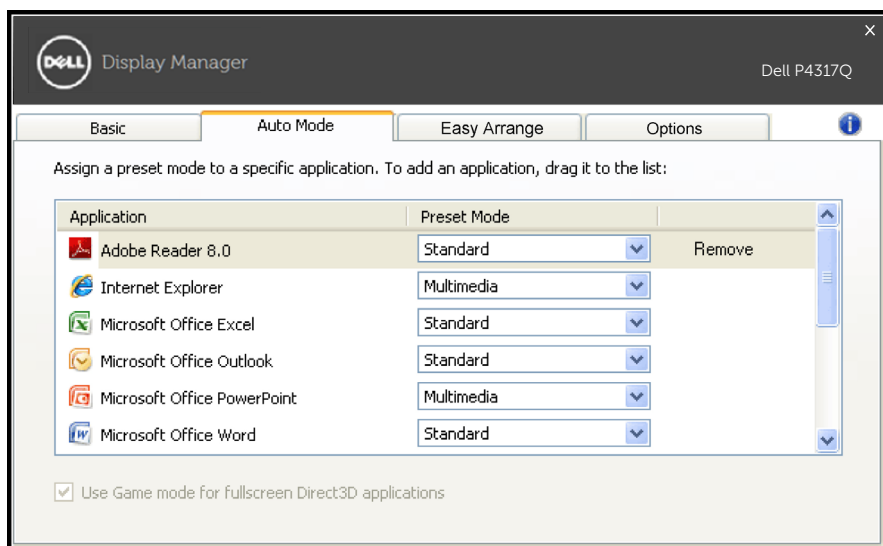 X
DELL Display Manager
Dell P4317Q
Basic Auto Mode Easy Arrange Options i
Assign a preset mode to a specific application. To add an application, drag it to the list:
Application Preset Mode
Adobe Reader 8.0 Standard Remove
Internet Explorer Multimedia
Microsoft Office Excel Standard
Microsoft Office Outlook Standard
Microsoft Office PowerPoint Multimedia
Microsoft Office Word Standard
Use Game mode for fullscreen Direct3D applications